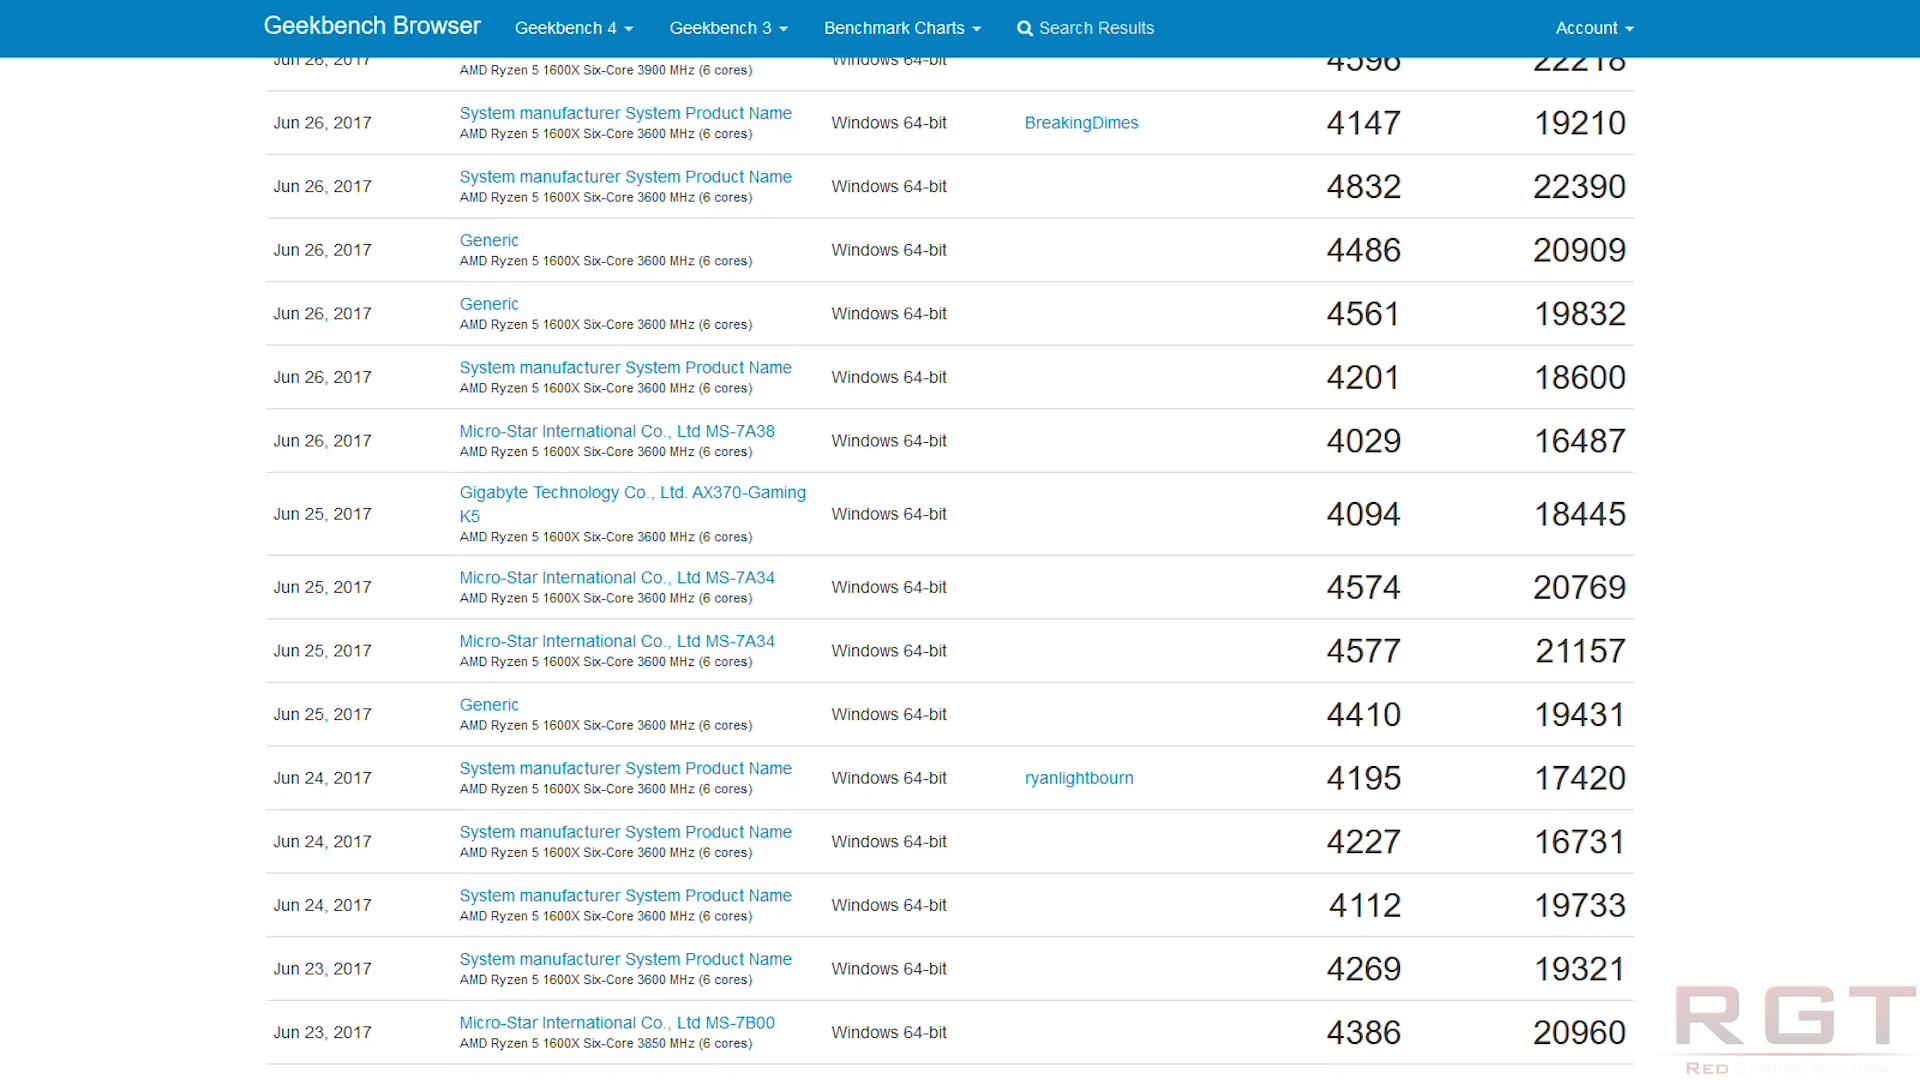 Geekbench Browser Geekbench 4 Geekbench 3 Benchmark Charts Search Results Account
Jun 26, 2017 AMD Ryzen 5 1600X Six-Core 3900 MHz (6 cores) Windows 64-bit 4596 22218
System manufacturer System Product Name
Jun 26, 2017 Windows 64-bit BreakingDimes 4147 19210
AMD Ryzen 5 1600X Six-Core 3600 MHz (6 cores)
System manufacturer System Product Name
Jun 26, 2017 Windows 64-bit 4832 22390
AMD Ryzen 5 1600X Six-Core 3600 MHz (6 cores)
Generic
Jun 26, 2017 Windows 64-bit 4486 20909
AMD Ryzen 5 1600X Six-Core 3600 MHz (6 cores)
Generic
Jun 26, 2017 Windows 64-bit 4561 19832
AMD Ryzen 5 1600X Six-Core 3600 MHz (6 cores)
System manufacturer System Product Name
Jun 26, 2017 Windows 64-bit 4201 18600
AMD Ryzen 5 1600X Six-Core 3600 MHz (6 cores)
Micro-Star International Co., Ltd MS-7A38
Jun 26, 2017 Windows 64-bit 4029 16487
AMD Ryzen 5 1600X Six-Core 3600 MHz (6 cores)
Gigabyte Technology Co., Ltd. AX370-Gaming
K5
Jun 25, 2017 Windows 64-bit 4094 18445
AMD Ryzen 5 1600X Six-Core 3600 MHz (6 cores)
Micro-Star International Co., Ltd MS-7A34
Jun 25, 2017 Windows 64-bit 4574 20769
AMD Ryzen 5 1600X Six-Core 3600 MHz (6 cores)
Micro-Star International Co., Ltd MS-7A34
Jun 25, 2017 Windows 64-bit 4577 21157
AMD Ryzen 5 1600X Six-Core 3600 MHz (6 cores)
Generic
Jun 25, 2017 Windows 64-bit 4410 19431
AMD Ryzen 5 1600X Six-Core 3600 MHz (6 cores)
System manufacturer System Product Name
Jun 24, 2017 Windows 64-bit ryanlightbourn 4195 17420
AMD Ryzen 5 1600X Six-Core 3600 MHz (6 cores)
System manufacturer System Product Name
Jun 24, 2017 Windows 64-bit 4227 16731
AMD Ryzen 5 1600X Six-Core 3600 MHz (6 cores)
System manufacturer System Product Name
Jun 24, 2017 Windows 64-bit 4112 19733
AMD Ryzen 5 1600X Six-Core 3600 MHz (6 cores)
System manufacturer System Product Name
Jun 23, 2017 Windows 64-bit 4269 19321
AMD Ryzen 5 1600X Six-Core 3600 MHz (6 cores)
Micro-Star International Co., Ltd MS-7B00
Jun 23, 2017 Windows 64-bit 4386 20960
AMD Ryzen 5 1600X Six-Core 3850 MHz (6 cores)
RGT